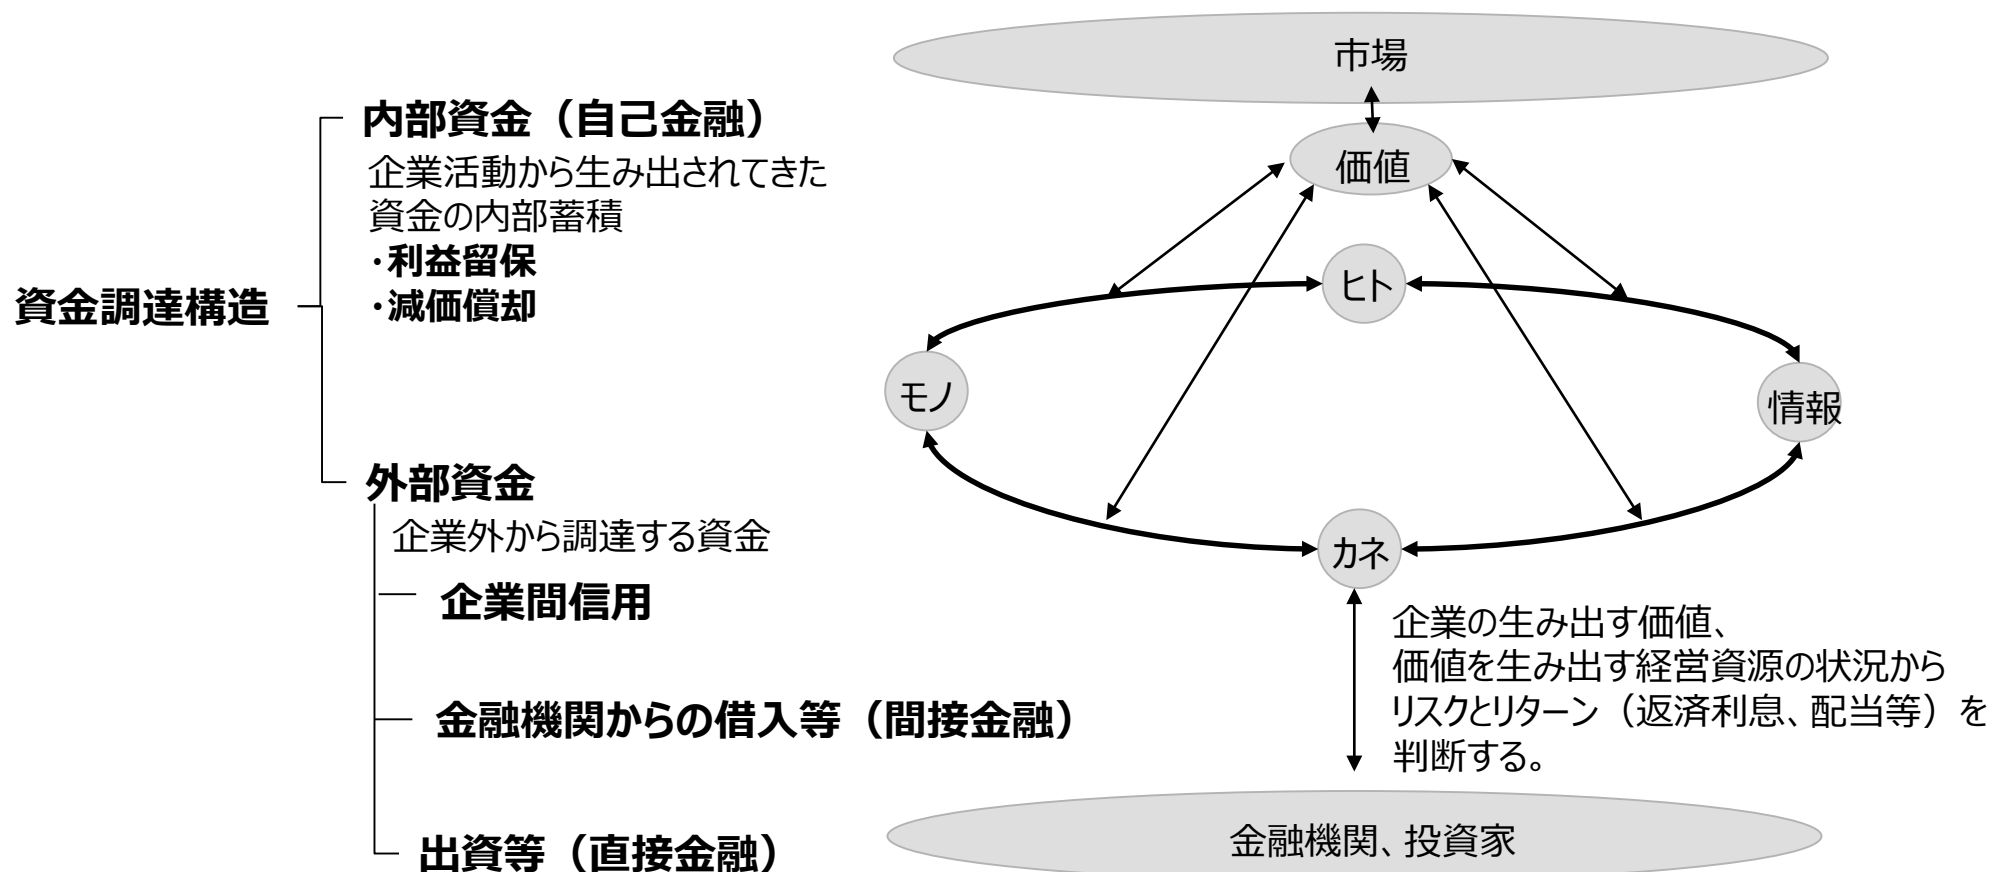 資金調達構造
内部資金（自己金融）
企業活動から生み出されてきた
資金の内部蓄積
・利益留保
・減価償却
外部資金
企業外から調達する資金
企業間信用
金融機関からの借入等（間接金融）
出資等（直接金融）
市場
価値
ヒト
モノ
情報
カネ
企業の生み出す価値、
価値を生み出す経営資源の状況から
リスクとリターン（返済利息、配当等）を
判断する。
金融機関、投資家